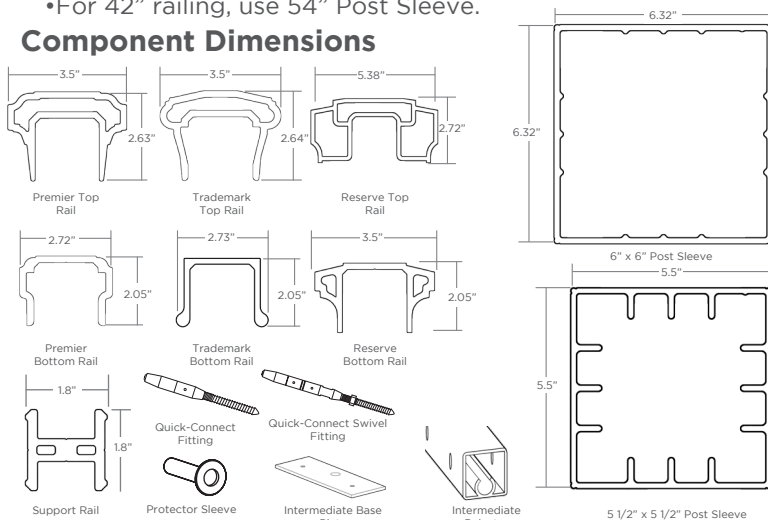 •For 42” railing, use 54” Post Sleeve.
Component Dimensions
3.5”
2.63”
Premier Top
Rail
3.5”
2.64”
Trademark
Top Rail
5.38”
2.72”
Reserve Top
Rail
6.32”
6.32”
6" x 6" Post Sleeve
2.72”
2.05”
Premier
Bottom Rail
2.73”
2.05”
Trademark
Bottom Rail
3.5”
2.05”
Reserve
Bottom Rail
5.5”
5.5”
5 1/2" x 5 1/2" Post Sleeve
1.8”
1.8”
Support Rail
Quick-Connect
Fitting
Quick-Connect Swivel
Fitting
Protector Sleeve
Intermediate Base
Intermediate